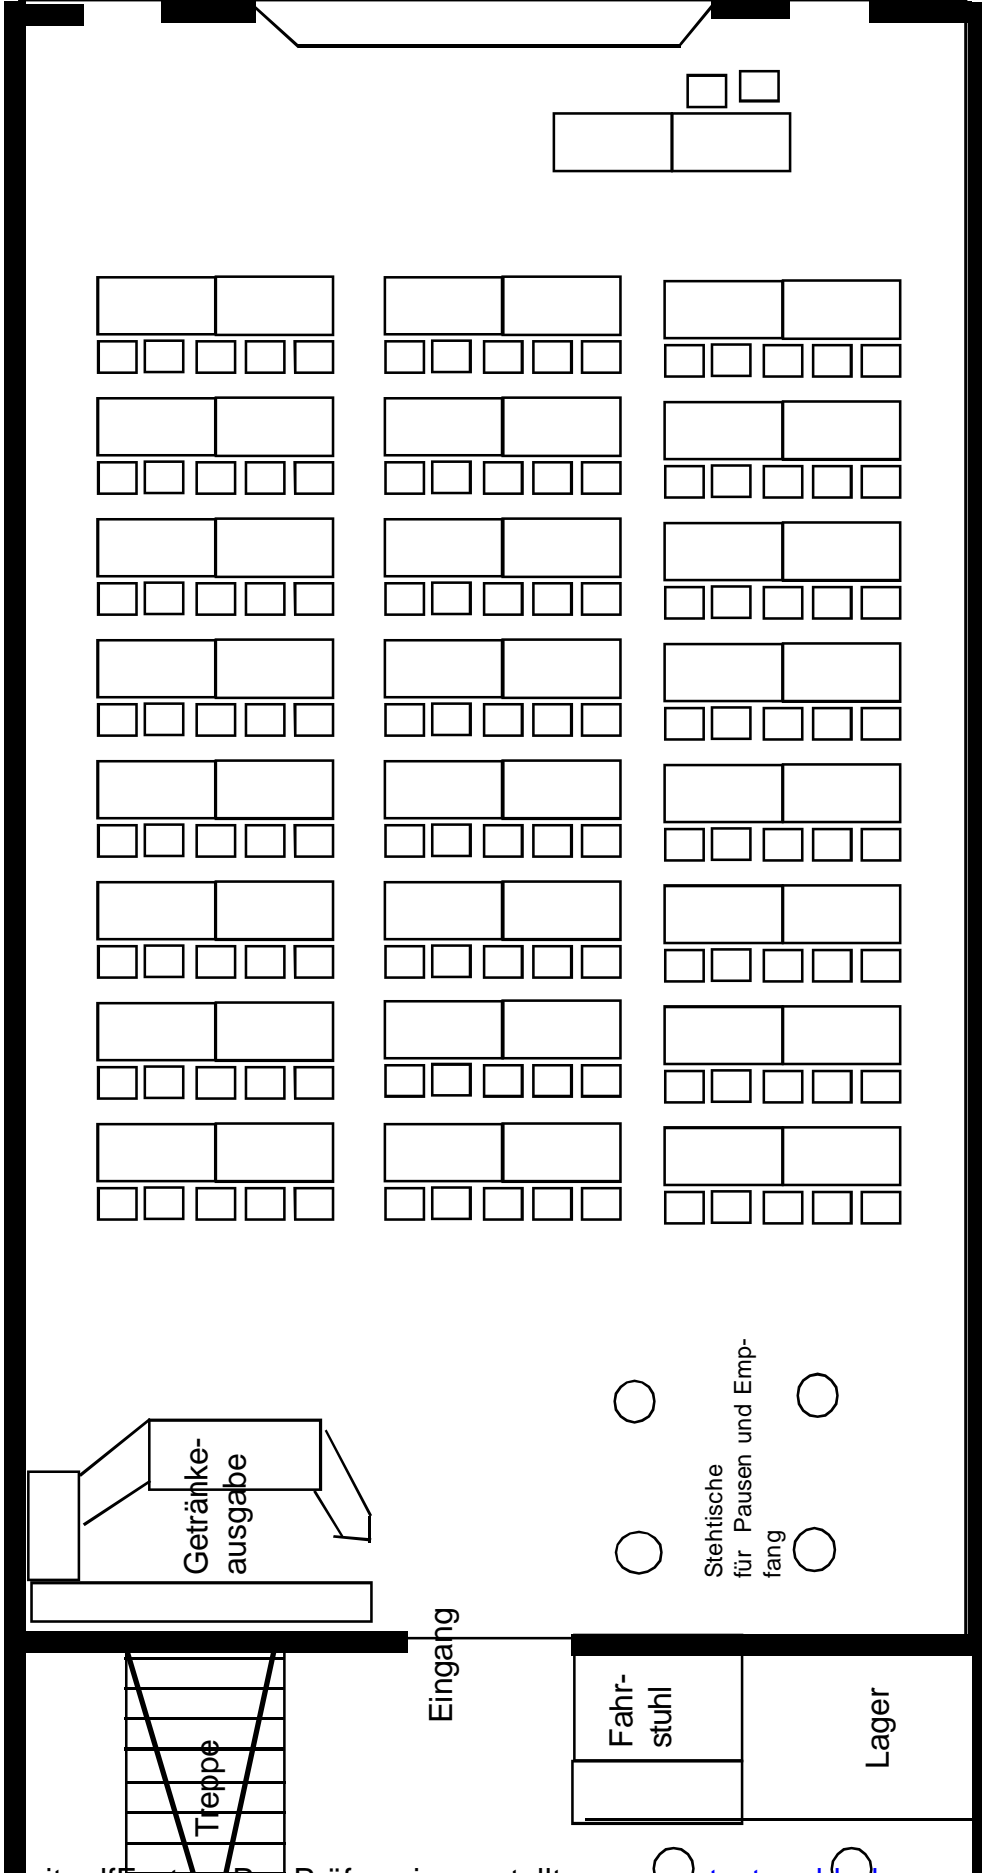 Getränke-
ausgabe
Stehtische
für Pausen und Emp-
fang
Eingang
Fahr-
stuhl
Lager
Treppe